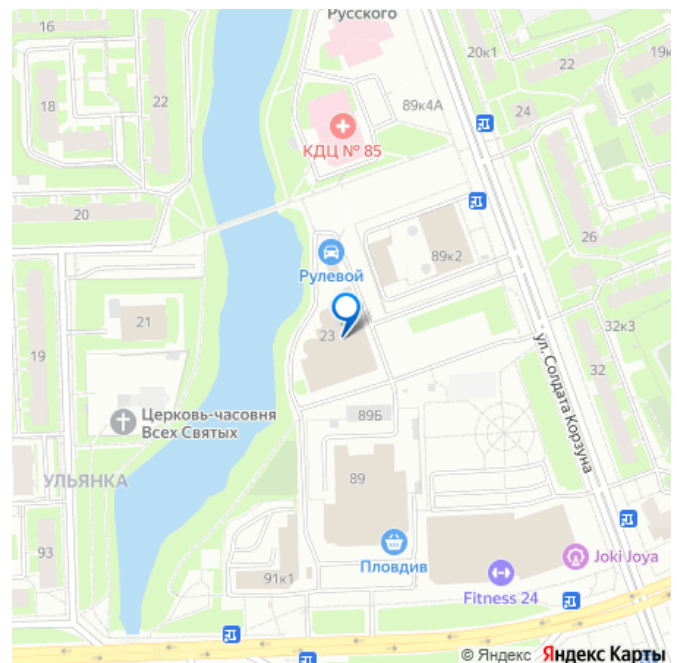 Русского
16
20к1
22
19к
18
22
89к4А
24
КДЦ № 85
20
26
89к2
Рулевой
21
23
32к3
19
32
ул. Солдата Корзуна
89Б
Церковь-часовня
Всех Святых
УЛЬЯНКА
89
93
Пловдив
Joki Joya
91к1
Fitness 24
© Яндекс Яндекс Карты